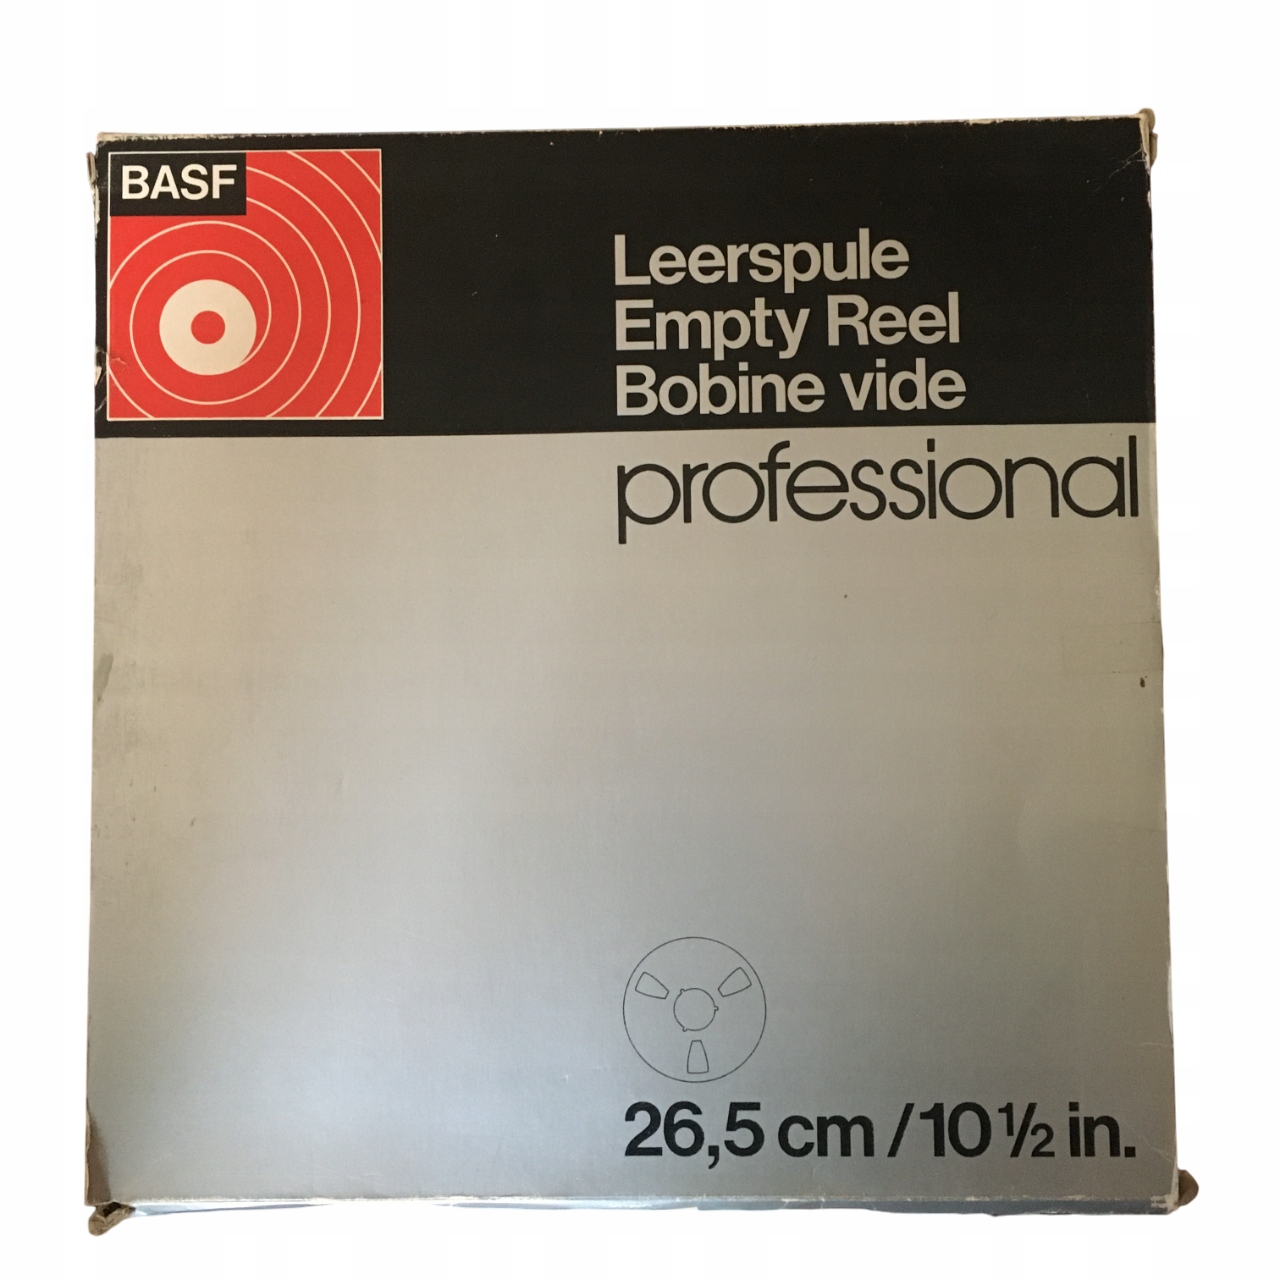 BASF
Leerspule
Empty Reel
Bobine vide
professional
26,5 cm / 10 ½ in.